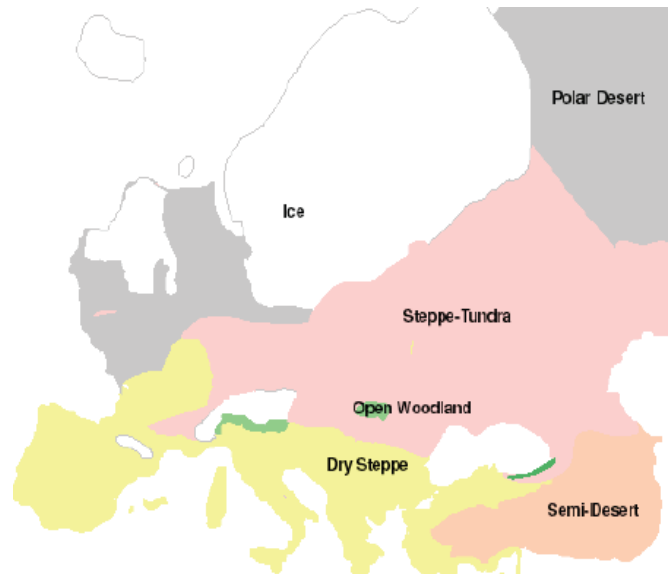 Polar Desert
Ice
Steppe-Tundra
Open Woodland
Dry Steppe
Semi-Desert